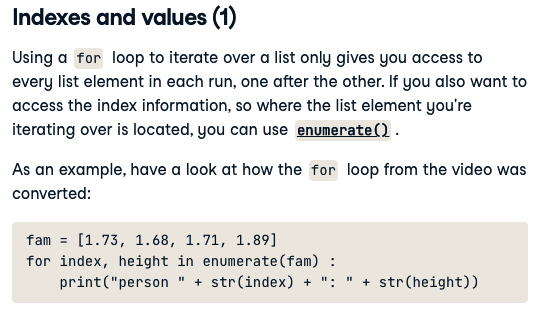 Indexes and values (1)
Using a for loop to iterate over a list only gives you access to
every list element in each run, one after the other. If you also want to
access the index information, so where the list element you're
iterating over is located, you can use enumerate() .
As an example, have a look at how the for loop from the video was
converted:
fam = [1.73, 1.68, 1.71, 1.89]
for index, height in enumerate(fam) :
    print("person " + str(index) + ": " + str(height))